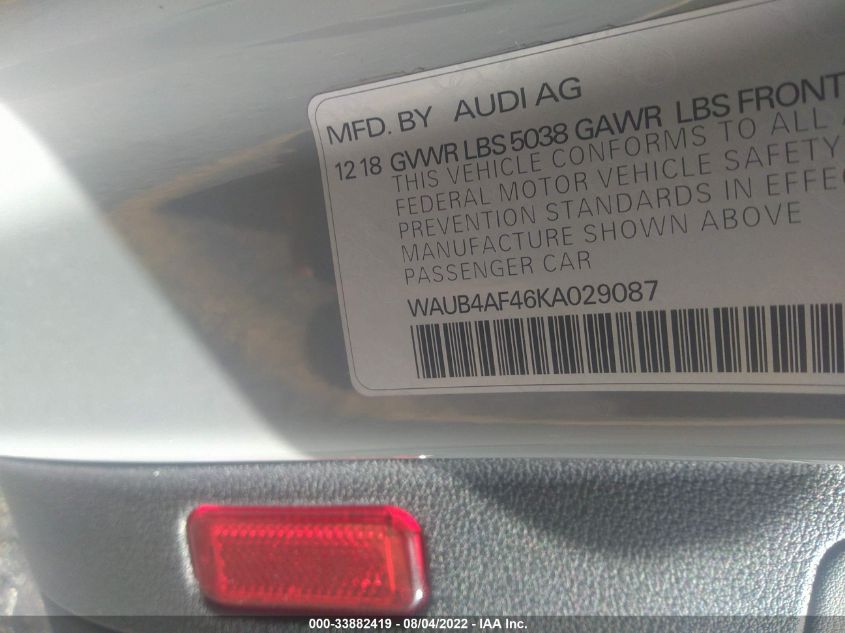 MFD. BY AUDI AG
12 18 GVWR LBS 5038 GAWR LBS FRONT
THIS VEHICLE CONFORMS TO ALL A
FEDERAL MOTOR VEHICLE SAFETY
PREVENTION STANDARDS IN EFFE
MANUFACTURE SHOWN ABOVE
PASSENGER CAR
WAUB4AF46KA029087
000-33882419 - 08/04/2022 - IAA Inc.